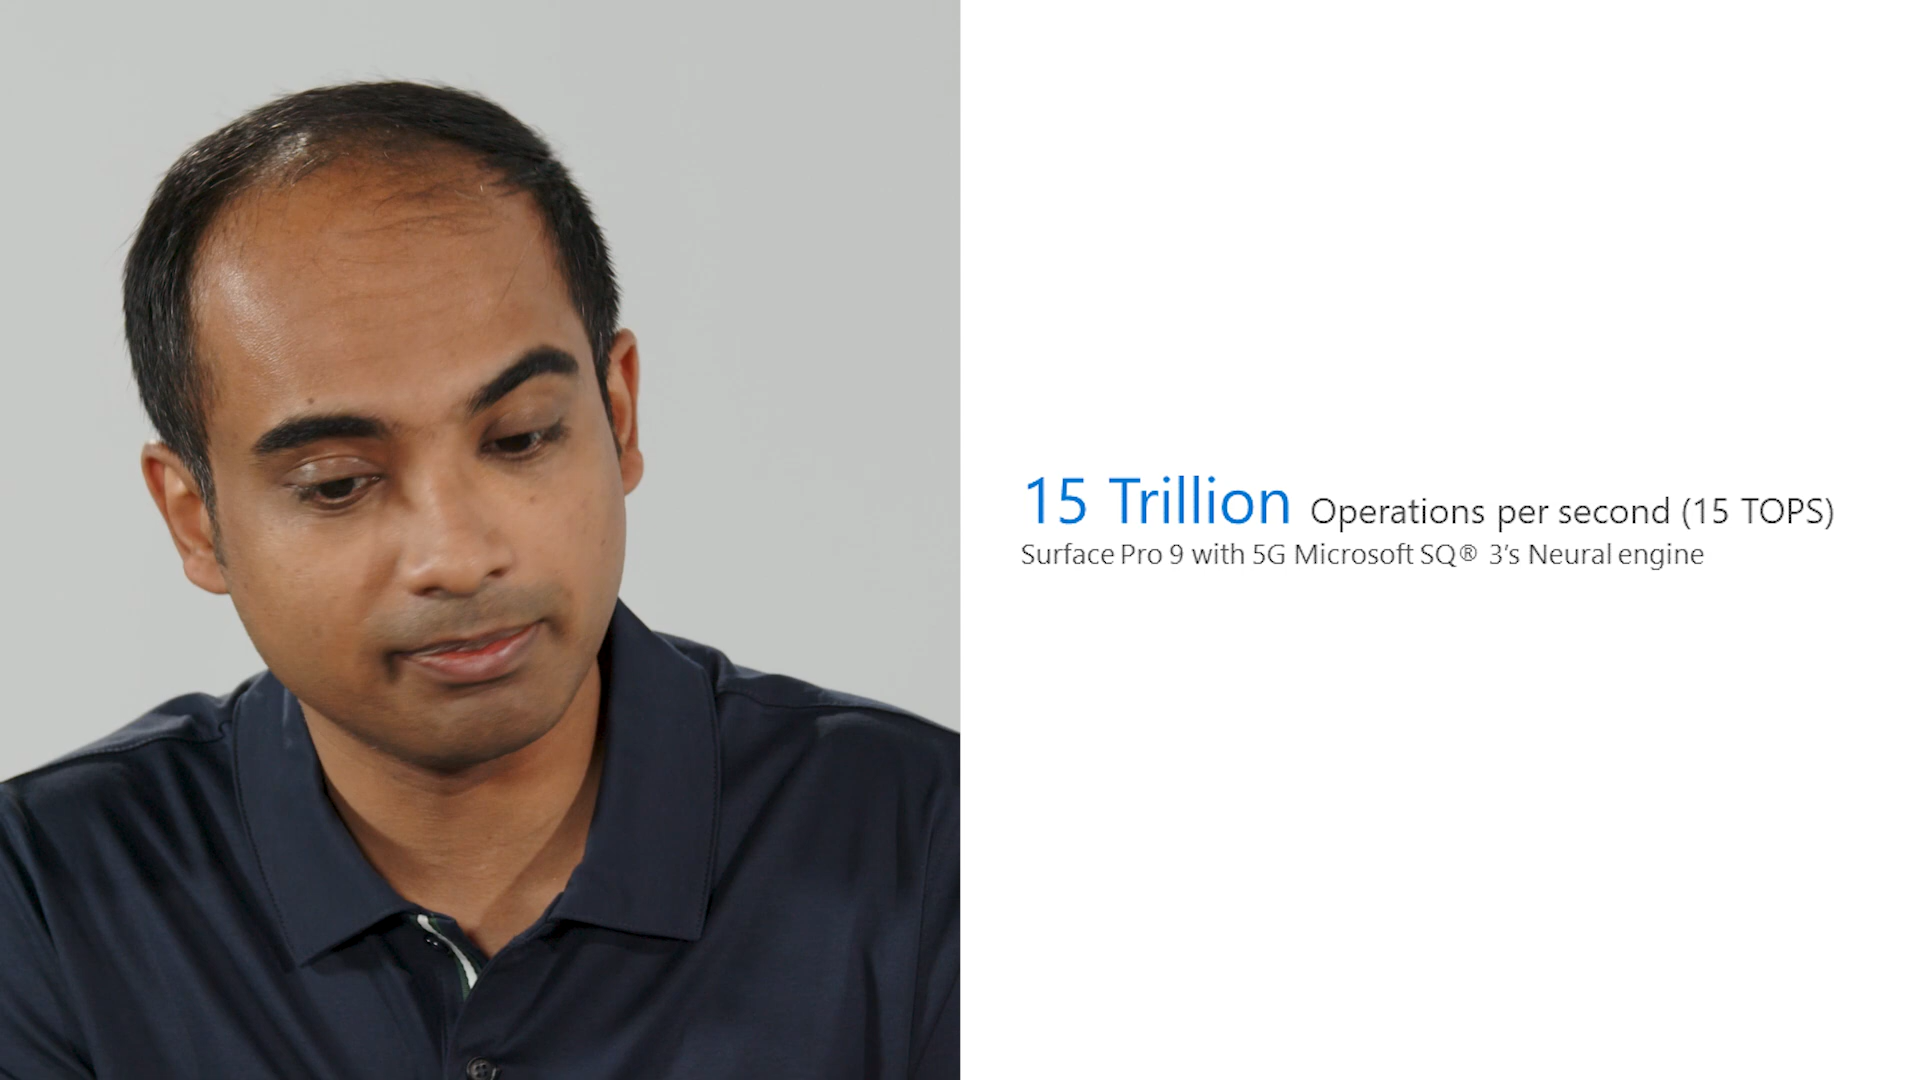 15 Trillion Operations per second (15 TOPS)
Surface Pro 9 with 5G Microsoft SQ® 3’s Neural engine